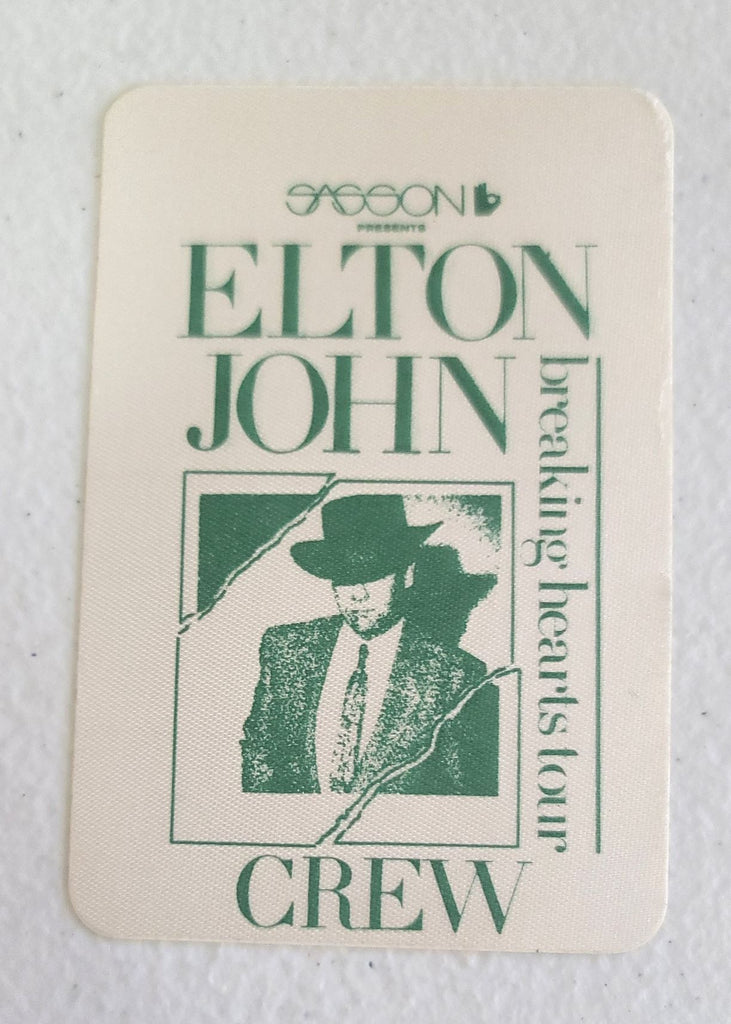 SASSON
PRESENTS
ELTON
JOHN
breaking hearts tour
CREW